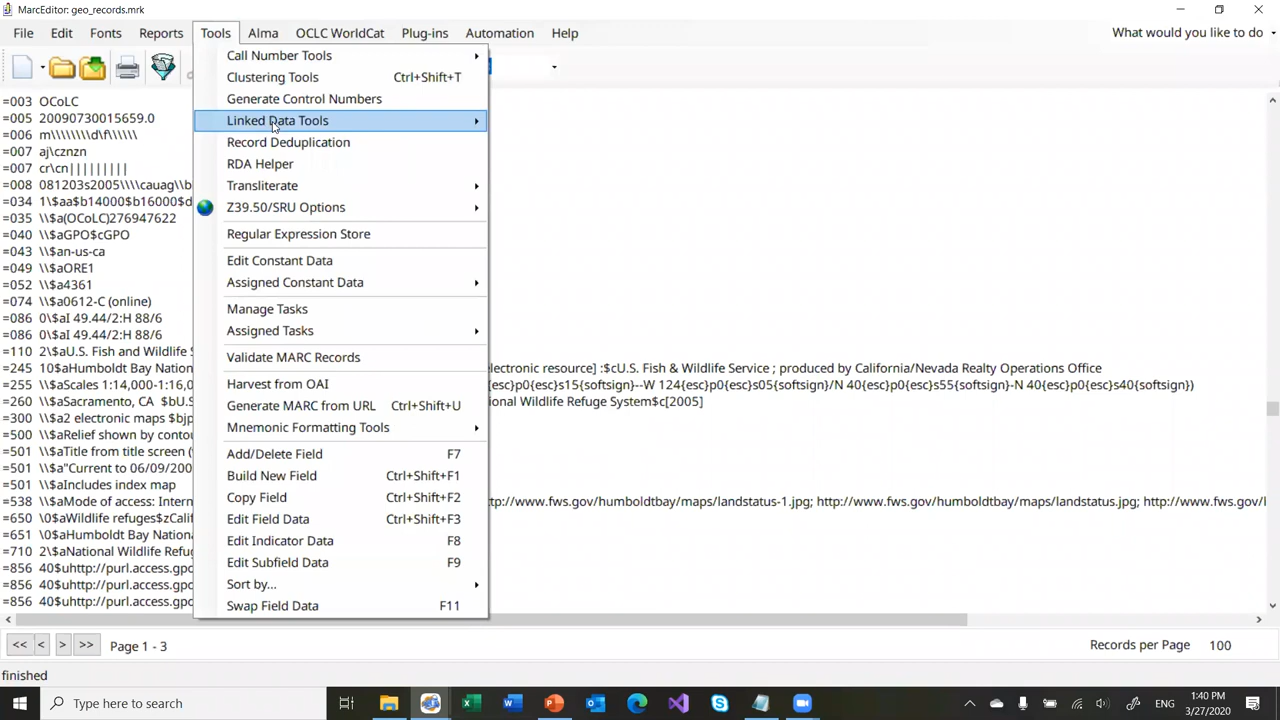 MarcEditor: geo_records.mrk
File Edit Fonts Reports Tools Alma OCLC WorldCat Plug-ins Automation Help What would you like to do
Call Number Tools
Clustering Tools Ctrl+Shift+T
Generate Control Numbers
Linked Data Tools
Record Deduplication
RDA Helper
Transliterate
Z39.50/SRU Options
Regular Expression Store
Edit Constant Data
Assigned Constant Data
Manage Tasks
Assigned Tasks
Validate MARC Records
Harvest from OAI
Generate MARC from URL Ctrl+Shift+U
Mnemonic Formatting Tools
Add/Delete Field F7
Build New Field Ctrl+Shift+F1
Copy Field Ctrl+Shift+F2
Edit Field Data Ctrl+Shift+F3
Edit Indicator Data F8
Edit Subfield Data F9
Sort by...
Swap Field Data F11
=003 OCoLC
=005 20090730015659.0
=006 m\\\\\\\\d\f\\\\\\
=007 aj\cznzn
=007 cr\cn|||||||||
=008 081203s2005\\\\cauag\\b
=034 1\$aa$b14000$b16000$d
=035 \\$a(OCoLC)276947622
=040 \\$aGPO$cGPO
=043 \\$an-us-ca
=049 \\$aORE1
=052 \\$a4361
=074 \\$a0612-C (online)
=086 0\$aI 49.44/2:H 88/6
=086 0\$aI 49.44/2:H 88/6
=110 2\$aU.S. Fish and Wildlife
=245 10$aHumboldt Bay Nation lectronic resource] :$cU.S. Fish & Wildlife Service ; produced by California/Nevada Realty Operations Office
=255 \\$aScales 1:14,000-1:16, {esc}p0{esc}s15{softsign}--W 124{esc}p0{esc}s05{softsign}/N 40{esc}p0{esc}s55{softsign}-N 40{esc}p0{esc}s40{softsign})
=260 \\$aSacramento, CA $bU.S onal Wildlife Refuge System$c[2005]
=300 \\$a2 electronic maps $bjp
=500 \\$aRelief shown by contou
=501 \\$aTitle from title screen
=501 \\$a"Current to 06/09/200
=501 \\$aIncludes index map
=538 \\$aMode of access: Intern ttp://www.fws.gov/humboldtbay/maps/landstatus-1.jpg; http://www.fws.gov/humboldtbay/maps/landstatus.jpg; http://www.fws.gov/l
=650 \0$aWildlife refuges$zCalif
=651 \0$aHumboldt Bay Nation
=710 2\$aNational Wildlife Refu
=856 40$uhttp://purl.access.gpo
=856 40$uhttp://purl.access.gpo
=856 40$uhttp://purl.access.gpo
<< < > >> Page 1 - 3 Records per Page 100
finished
Type here to search ENG 1:40 PM
3/27/2020